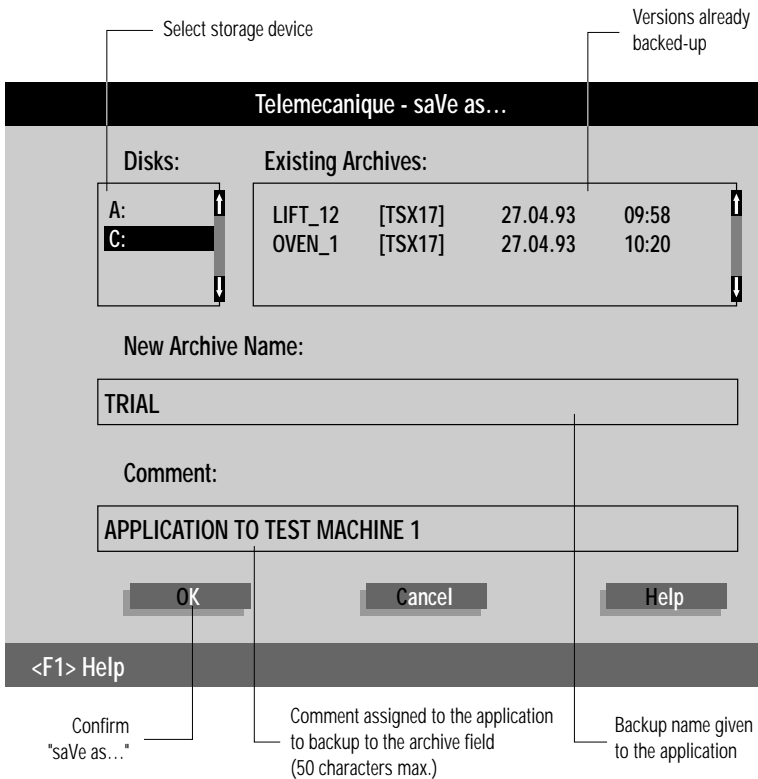 Select storage device
Versions already
backed-up
Telemecanique - saVe as...
Disks:
Existing Archives:
A:
C:
LIFT_12 [TSX17] 27.04.93 09:58
OVEN_1 [TSX17] 27.04.93 10:20
New Archive Name:
TRIAL
Comment:
APPLICATION TO TEST MACHINE 1
OK Cancel Help
<F1> Help
Confirm
"saVe as..."
Comment assigned to the application
to backup to the archive field
(50 characters max.)
Backup name given
to the application